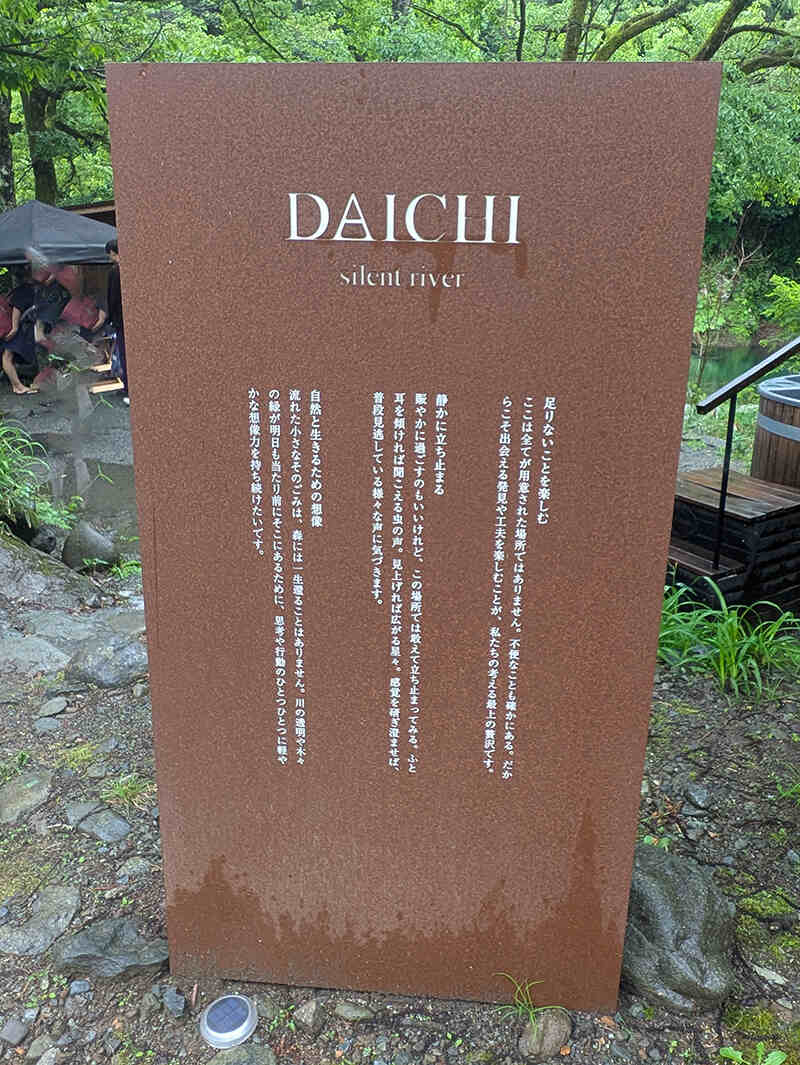 DAICHI
silent river
足りないことを楽しむ
ここは全てが用意された場所ではありません。不便なことも確かにある。だか
らこそ出会える発見や工夫を楽しむことが、私たちの考える最上の贅沢です。
静かに立ち止まる
賑やかに過ごすのもいいけれど、この場所では敢えて立ち止まってみる。ふと
耳を傾ければ聞こえる虫の声。見上げれば広がる星々。感覚を研ぎ澄ませば、
普段見逃している様々な声に気づきます。
自然と生きるための想像
流れた小さなそのごみは、森には一生還ることはありません。川の透明や木々
の緑が明日も当たり前にそこにあるために、思考や行動のひとつひとつに軽や
かな想像力を持ち続けたいです。